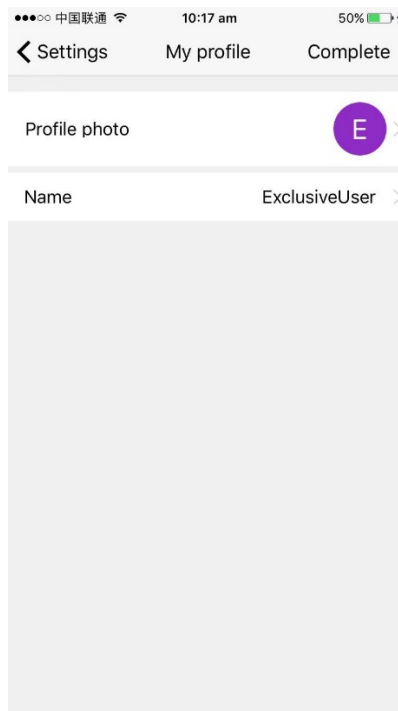 中国联通 10:17 am 50%
Settings My profile Complete
Profile photo E
Name ExclusiveUser